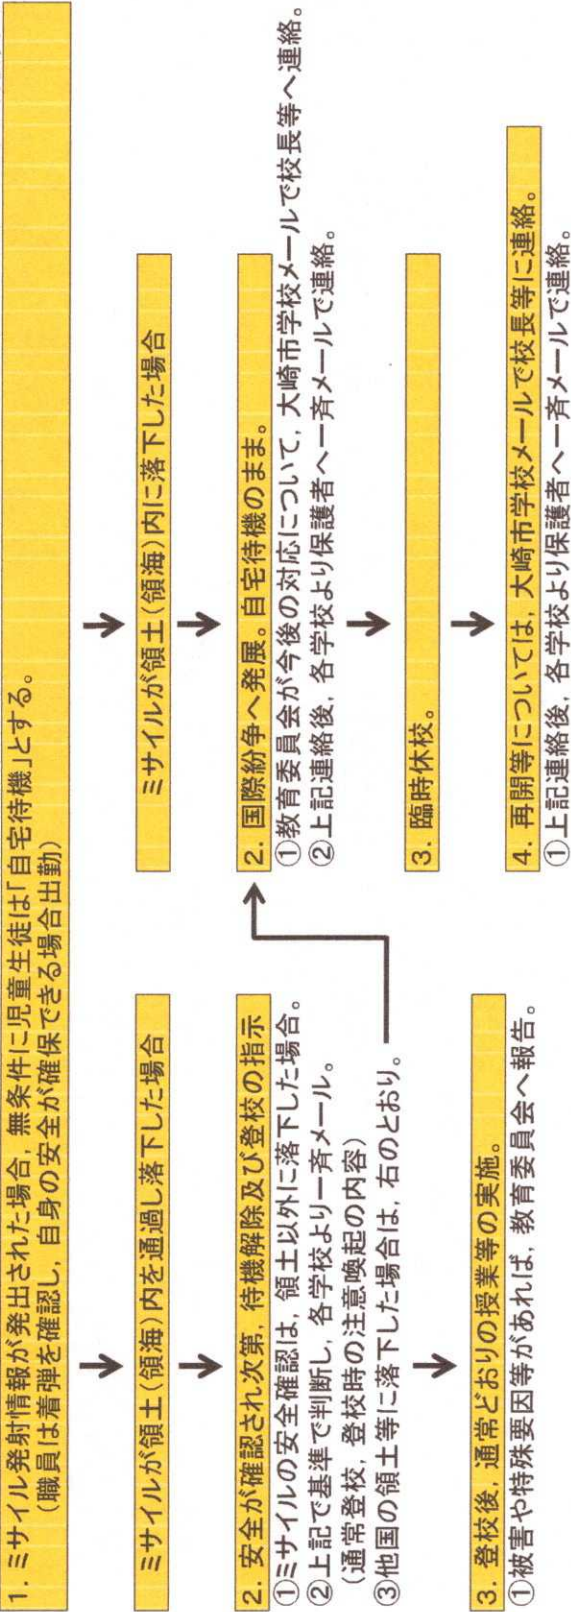 1. ミサイル発射情報が発出された場合，無条件に児童生徒は「自宅待機」とする。
（職員は着弾を確認し，自身の安全が確保できる場合出勤）
ミサイルが領土（領海）内を通過し落下した場合
2. 安全が確認され次第，待機解除及び登校の指示
①ミサイルの安全確認は，領土以外に落下した場合。
②上記で基準で判断し，各学校より一斉メール。
（通常登校，登校時の注意喚起の内容）
③他国の領土等に落下した場合は，右のとおり。
3. 登校後，通常どおりの授業等の実施。
①被害や特殊要因等があれば，教育委員会へ報告。
ミサイルが領土（領海）内に落下した場合
2. 国際紛争へ発展。自宅待機のまま。
①教育委員会が今後の対応について，大崎市学校メールで校長等へ連絡。
②上記連絡後，各学校より保護者へ一斉メールで連絡。
3. 臨時休校。
4. 再開等については，大崎市学校メールで校長等に連絡。
①上記連絡後，各学校より保護者へ一斉メールで連絡。